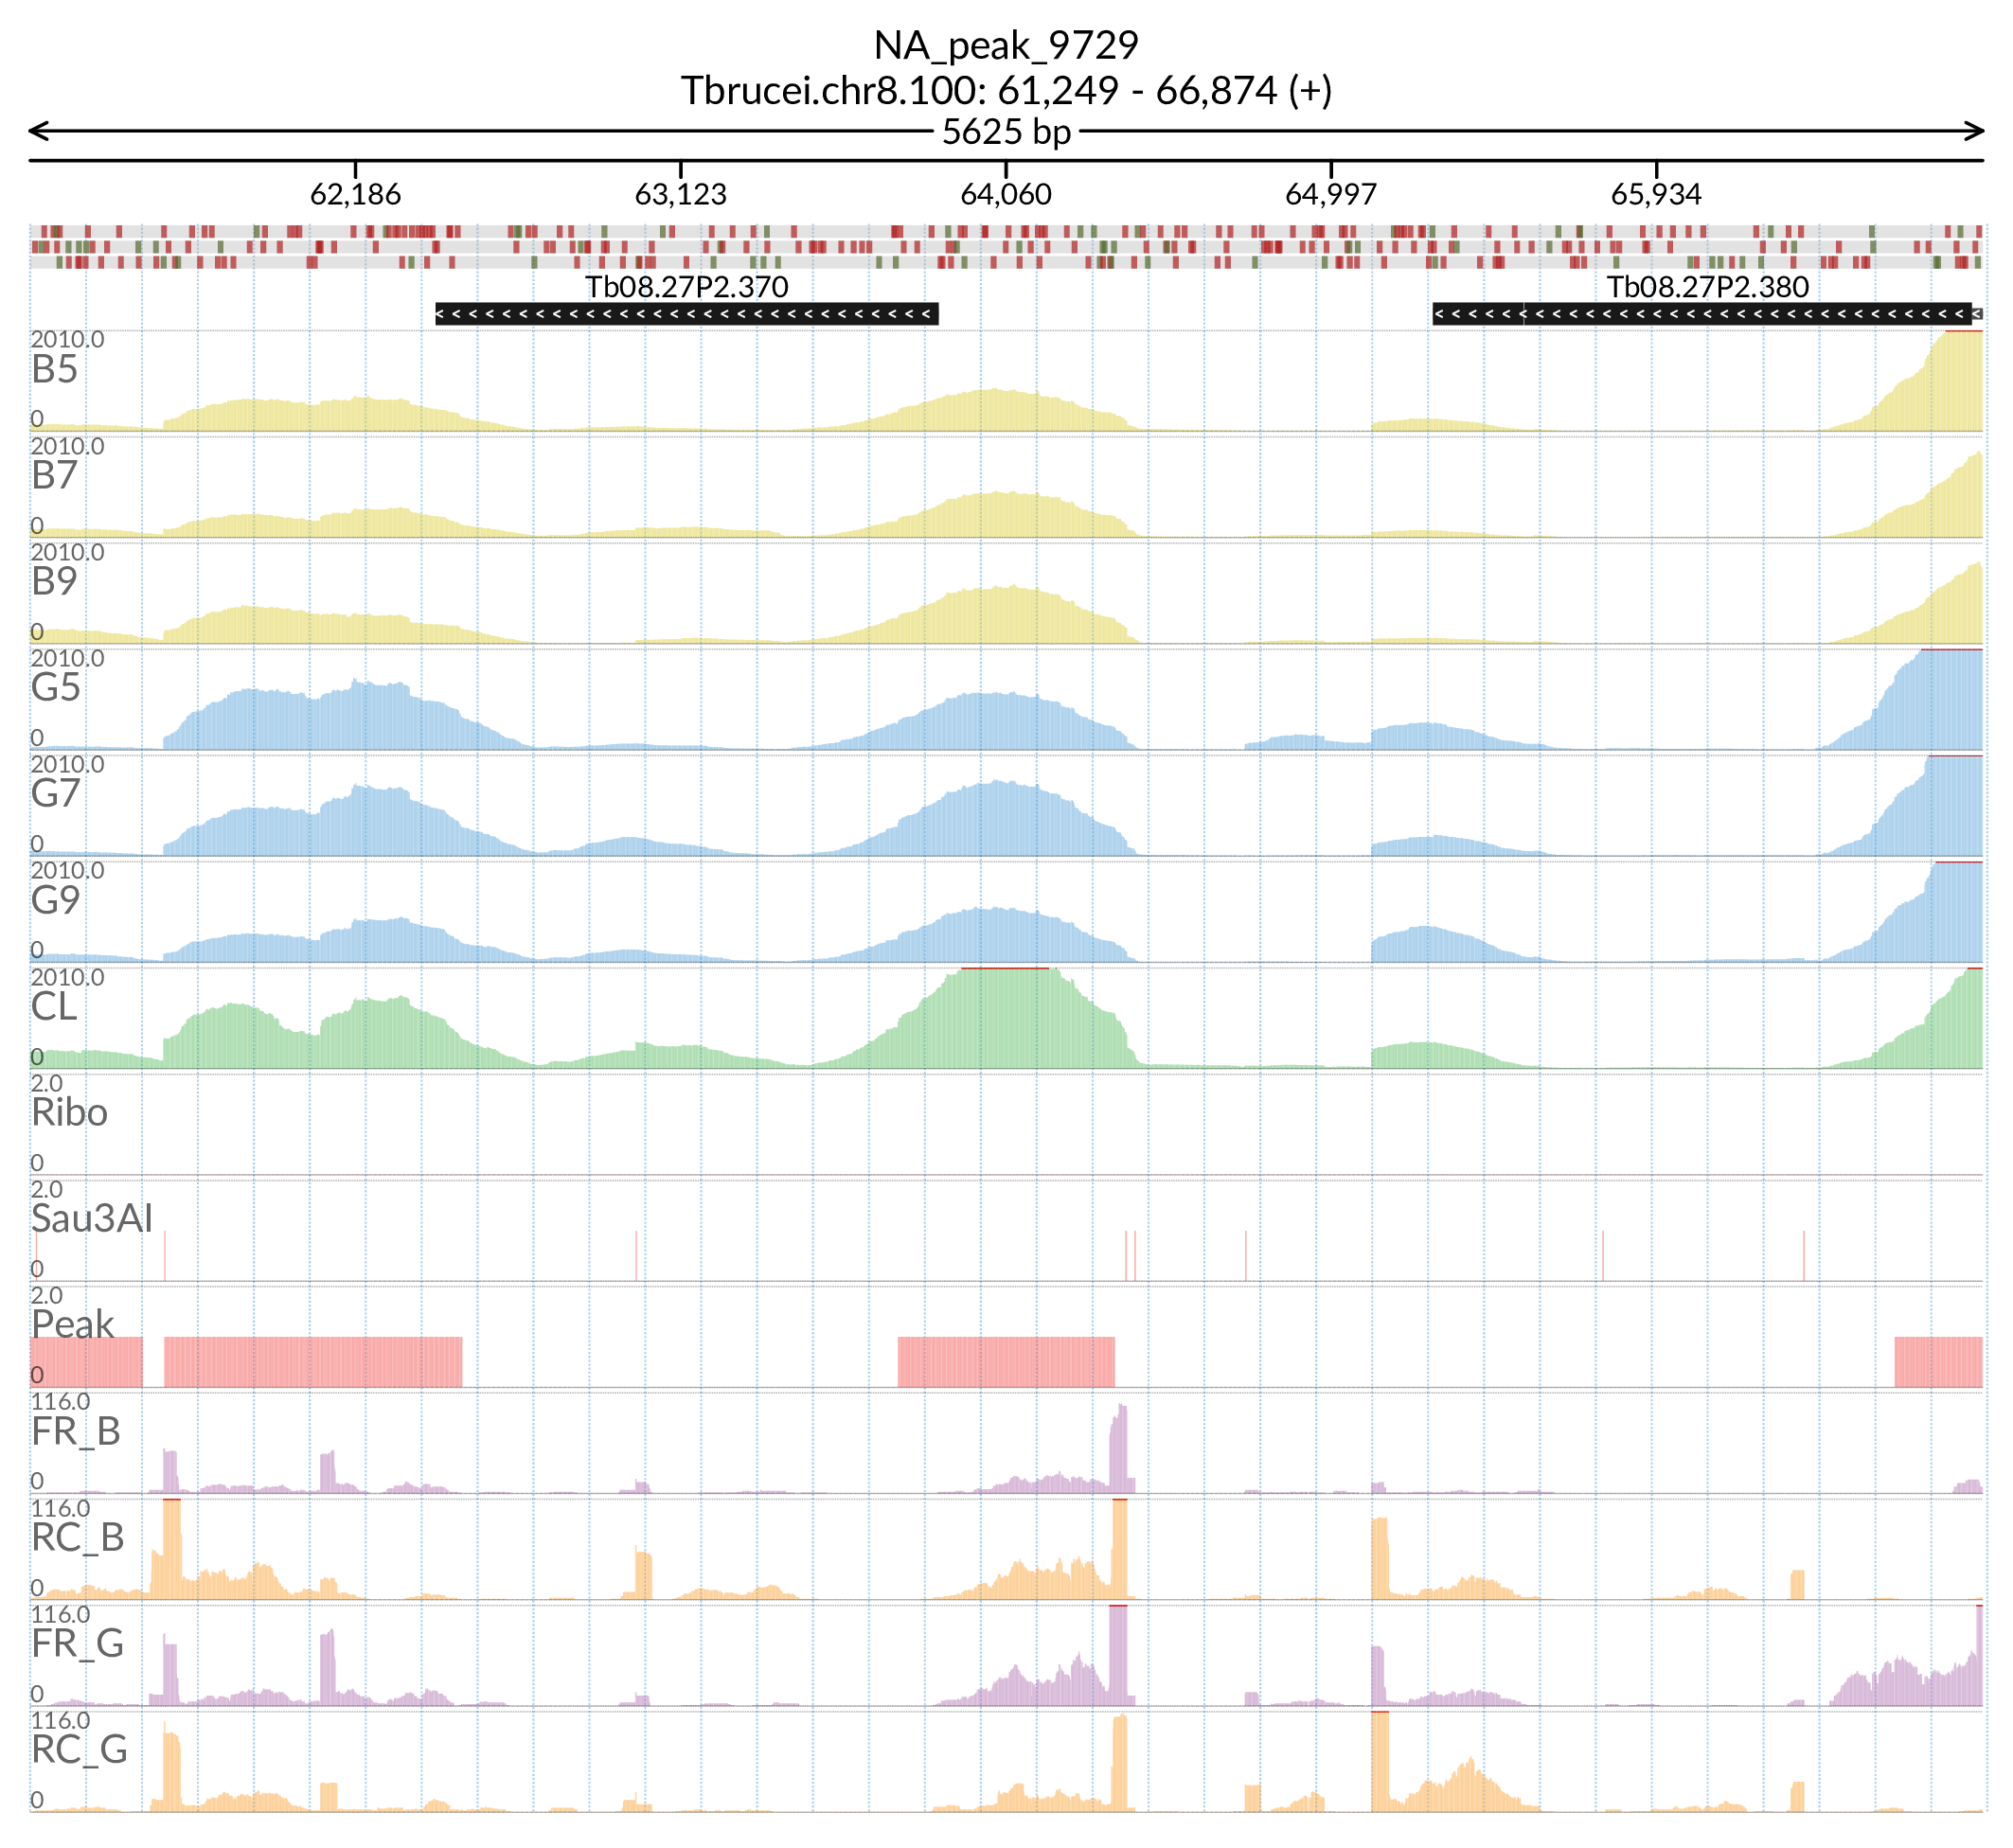 NA_peak_9729
Tbrucei.chr8.100: 61,249 - 66,874 (+)
5625 bp
62,186 63,123 64,060 64,997 65,934
Tb08.27P2.370 Tb08.27P2.380
2010.0
B5
0
2010.0
B7
0
2010.0
B9
0
2010.0
G5
0
2010.0
G7
0
2010.0
G9
0
2010.0
CL
0
2.0
Ribo
0
2.0
Sau3AI
0
2.0
Peak
0
116.0
FR_B
0
116.0
RC_B
0
116.0
FR_G
0
116.0
RC_G
0